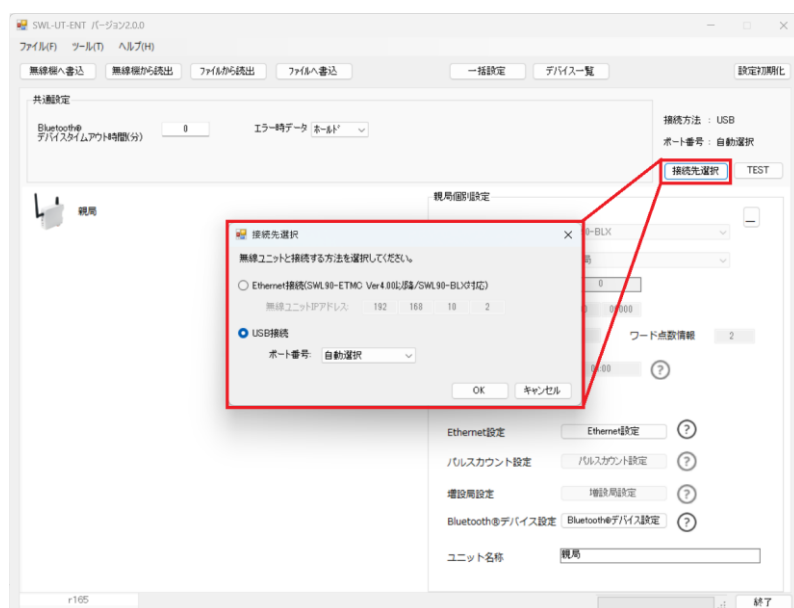 SWL-UT-ENT バージョン2.0.0
ファイル(F) ツール(T) ヘルプ(H)
無線機へ書込 無線機から読出 ファイルから読出 ファイルへ書込 一括設定 デバイス一覧 設定初期化
共通設定
Bluetooth®
デバイスタイムアウト時間(分) 0 エラー時データ ホールド
接続方法 : USB
ポート番号 : 自動選択
接続先選択 TEST
親局
親局個別設定
接続先選択
無線ユニットと接続する方法を選択してください。
Ethernet接続(SWL90-ETMC Ver4.00以降/SWL90-BLX対応)
無線ユニットIPアドレス: 192 168 10 2
USB接続
ポート番号: 自動選択
OK キャンセル
0-BLX
局
0
ワード点数情報 2
?
Ethernet設定 Ethernet設定 ?
パルスカウント設定 パルスカウント設定 ?
増設局設定 増設局設定 ?
Bluetooth®デバイス設定 Bluetooth®デバイス設定 ?
ユニット名称 親局
r165 終了